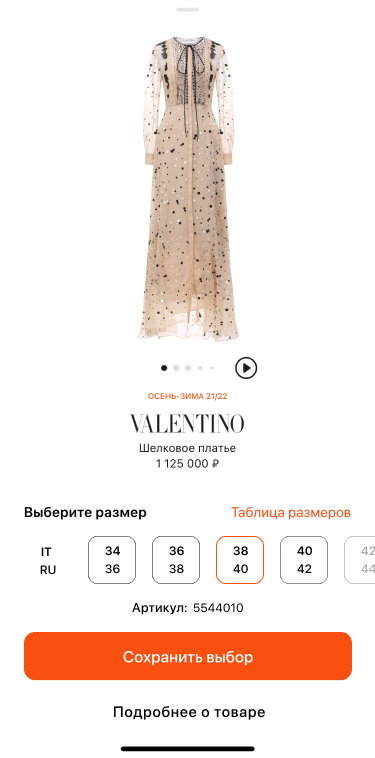 ОСЕНЬ-ЗИМА 21/22
VALENTINO
Шелковое платье
1 125 000 ₽
Выберите размер Таблица размеров
IT 34 36 38 40 42
RU 36 38 40 42 44
Артикул: 5544010
Сохранить выбор
Подробнее о товаре